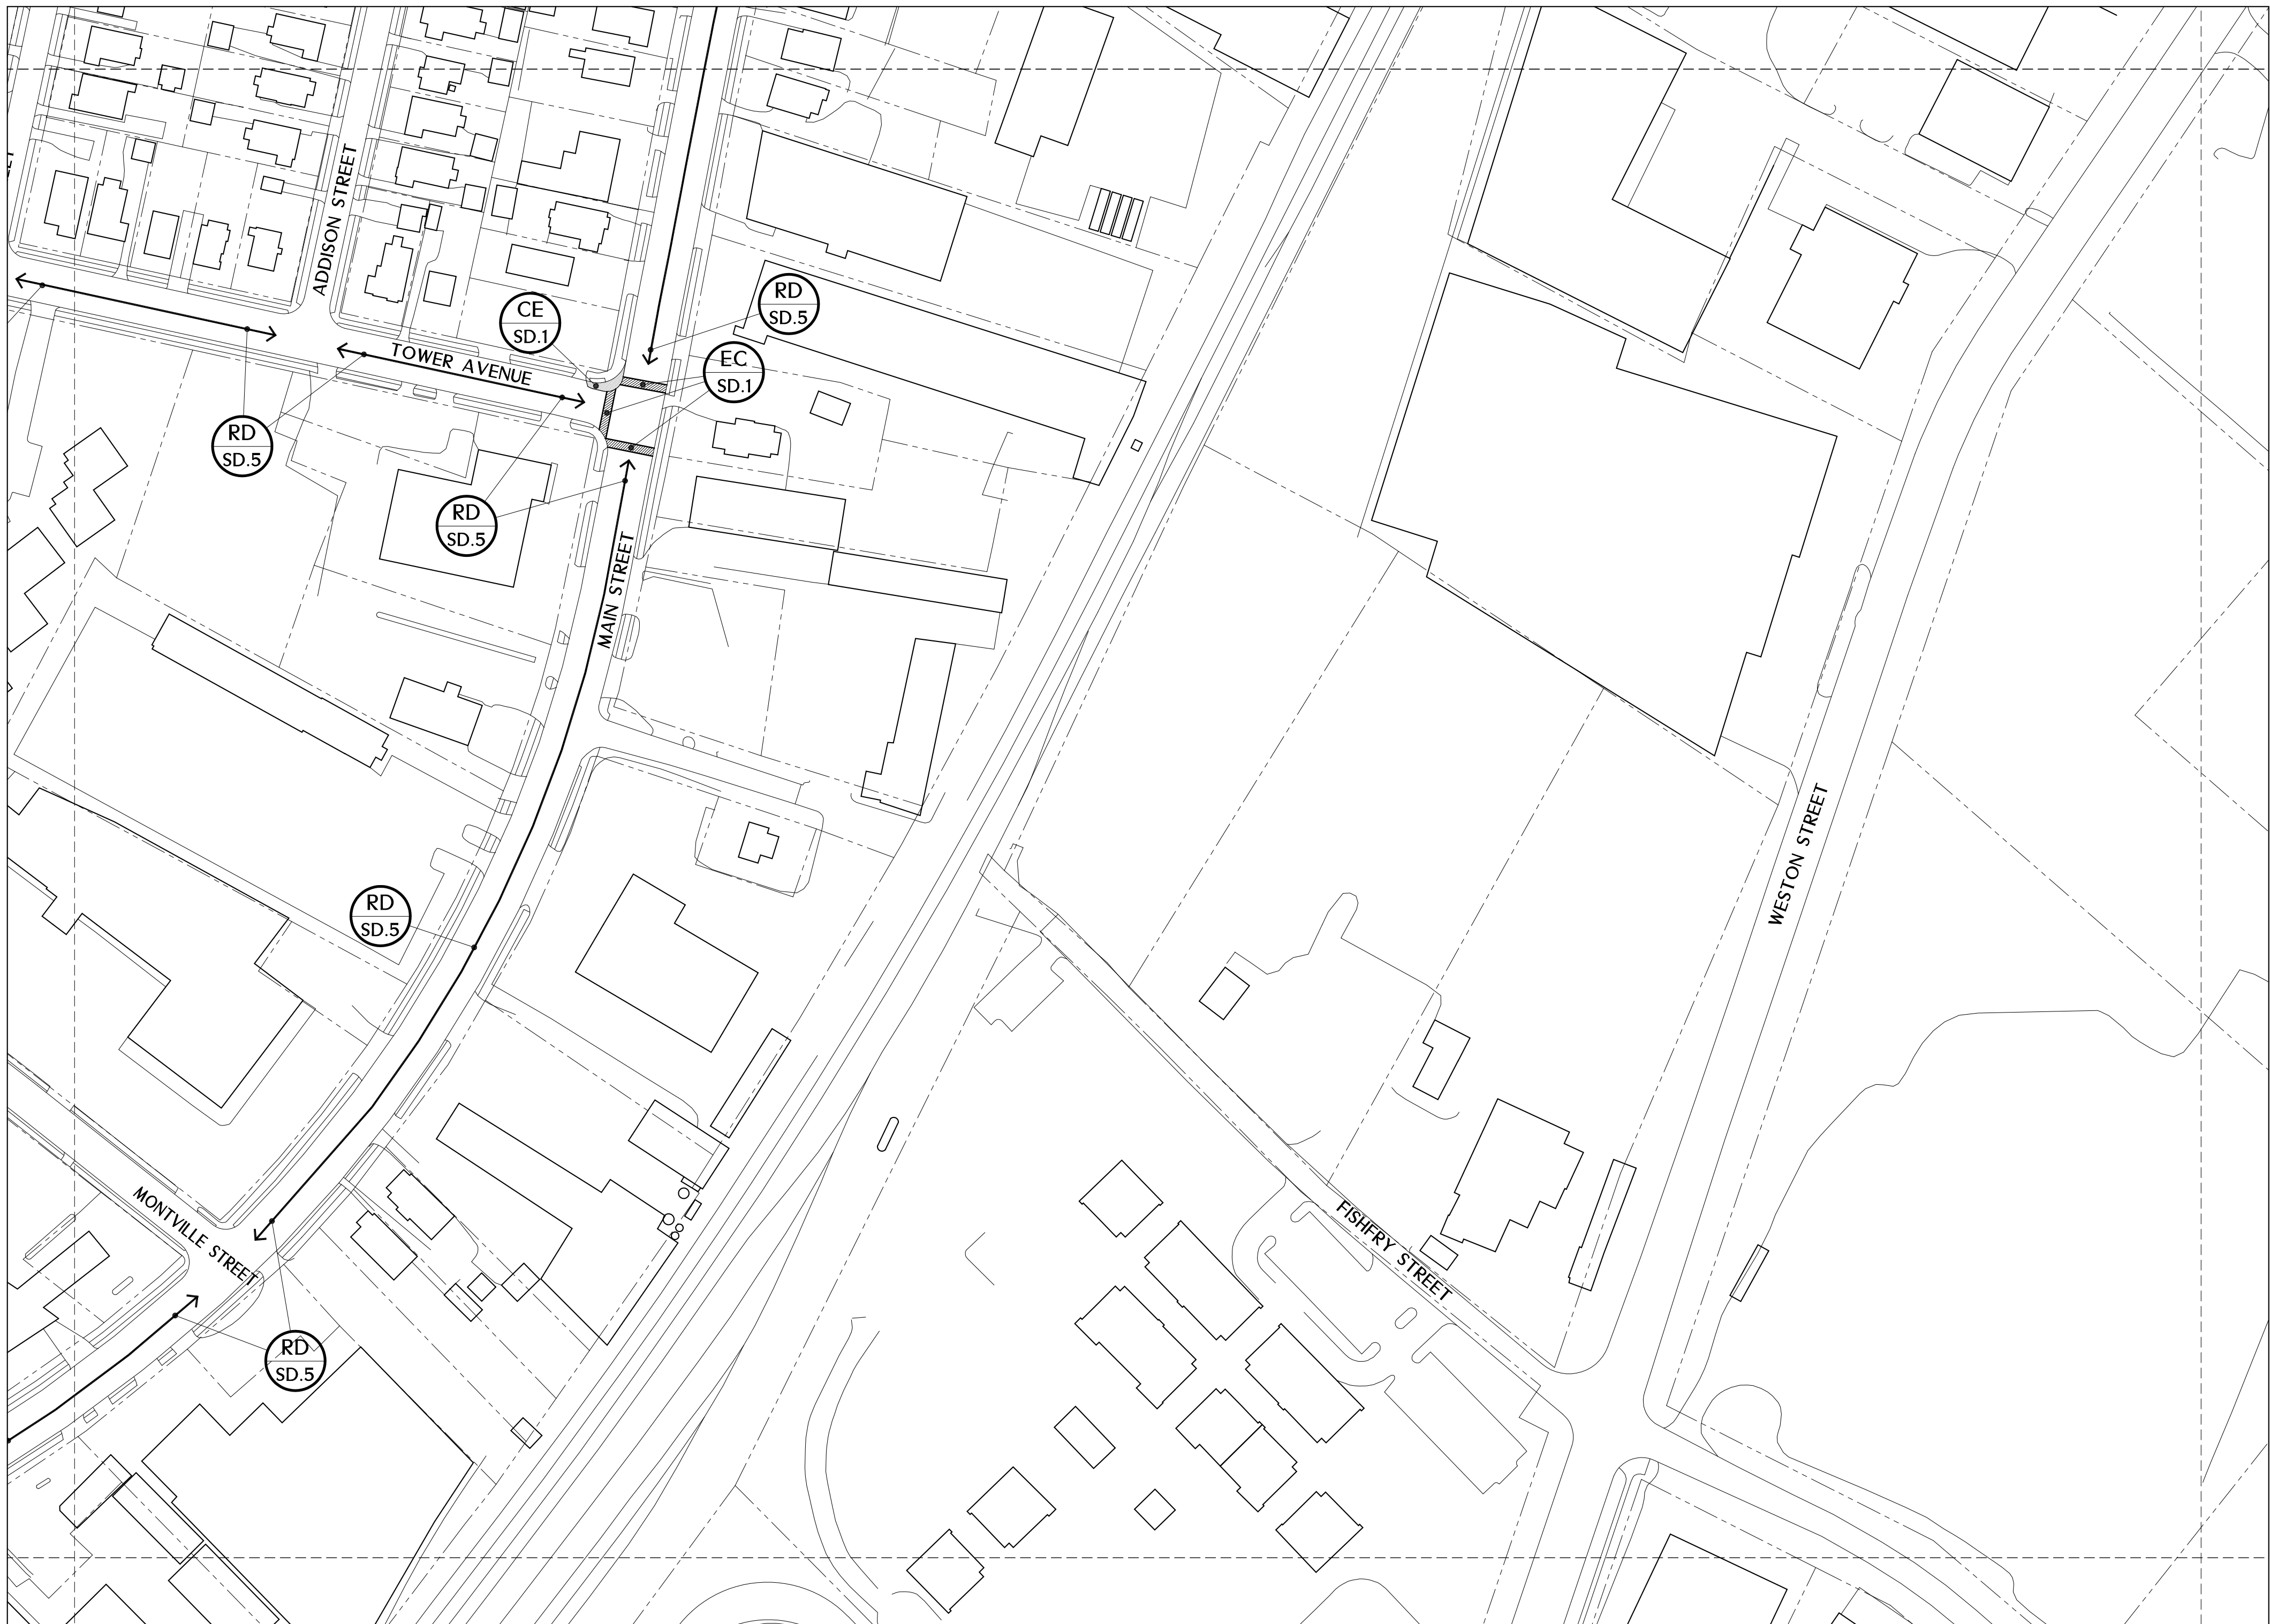 ADDISON STREET
CE
SD.1
RD
SD.5
EC
SD.1
TOWER AVENUE
RD
SD.5
RD
SD.5
MAIN STREET
RD
SD.5
WESTON STREET
MONTVILLE STREET
FISHFRY STREET
RD
SD.5